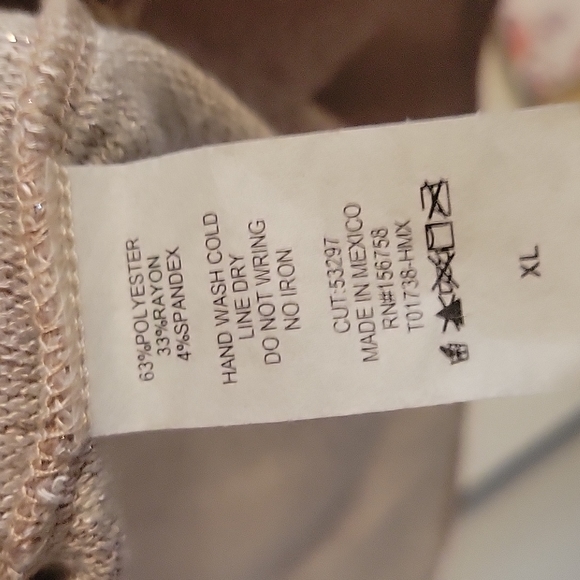 63%POLYESTER
33%RAYON
4%SPANDEX
HAND WASH COLD
LINE DRY
DO NOT WRING
NO IRON
CUT:53297
MADE IN MEXICO
RN#156758
T01738-HMX
XL